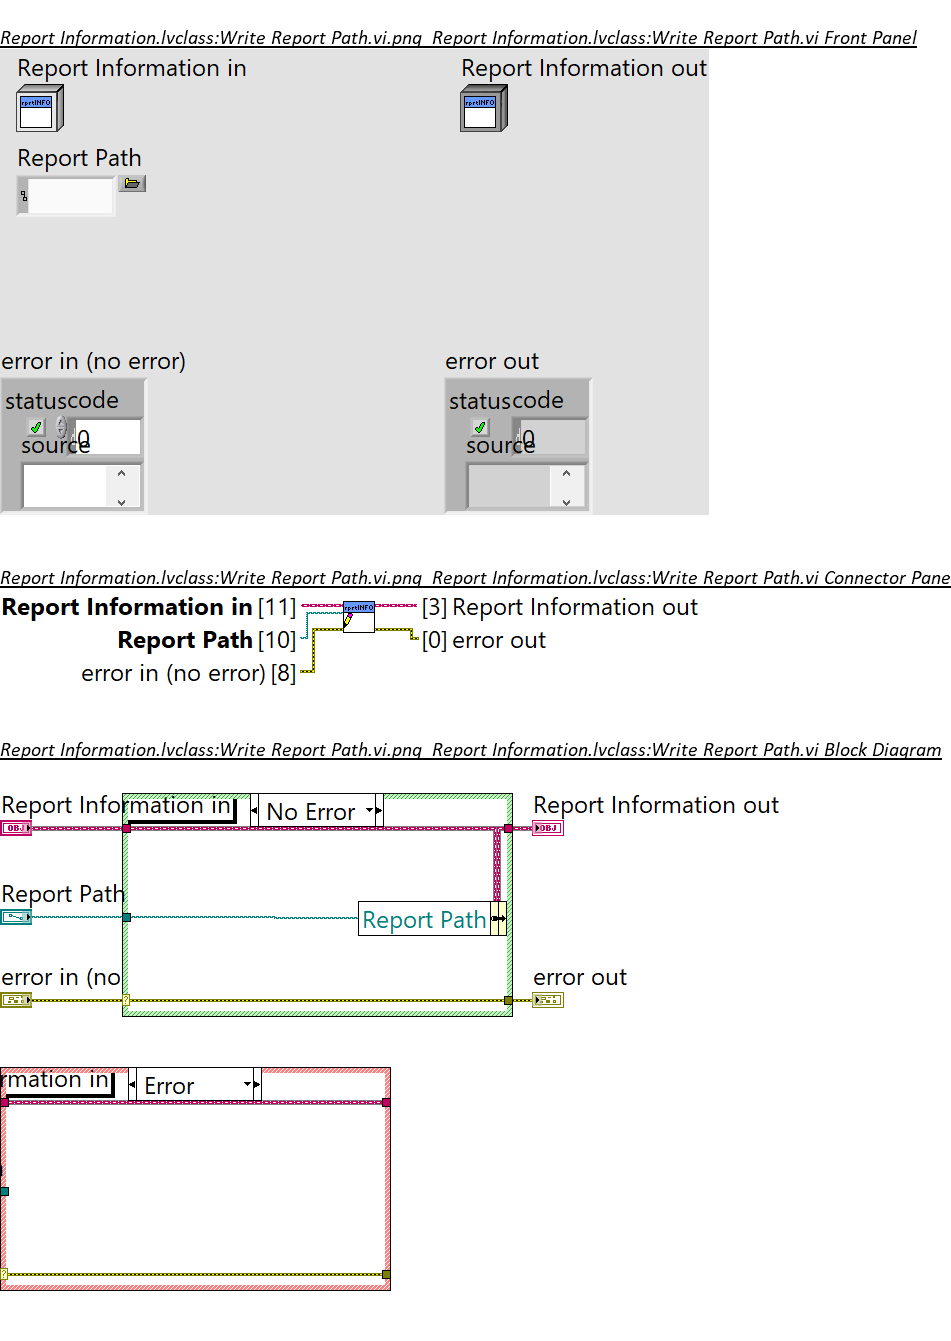 Report Information.lvclass:Write Report Path.vi.png Report Information.lvclass:Write Report Path.vi Front Panel
Report Information in
Report Information out
rprtINFO
rprtINFO
Report Path
error in (no error)
error out
status code
status code
0
0
source
source
Report Information.lvclass:Write Report Path.vi.png Report Information.lvclass:Write Report Path.vi Connector Pane
Report Information in [11]
rprtINFO
[3] Report Information out
Report Path [10]
[0] error out
error in (no error) [8]
Report Information.lvclass:Write Report Path.vi.png Report Information.lvclass:Write Report Path.vi Block Diagram
Report Information in
No Error
Report Information out
OBJ
OBJ
Report Path
Report Path
error in (no
error out
?
rmation in
Error
?